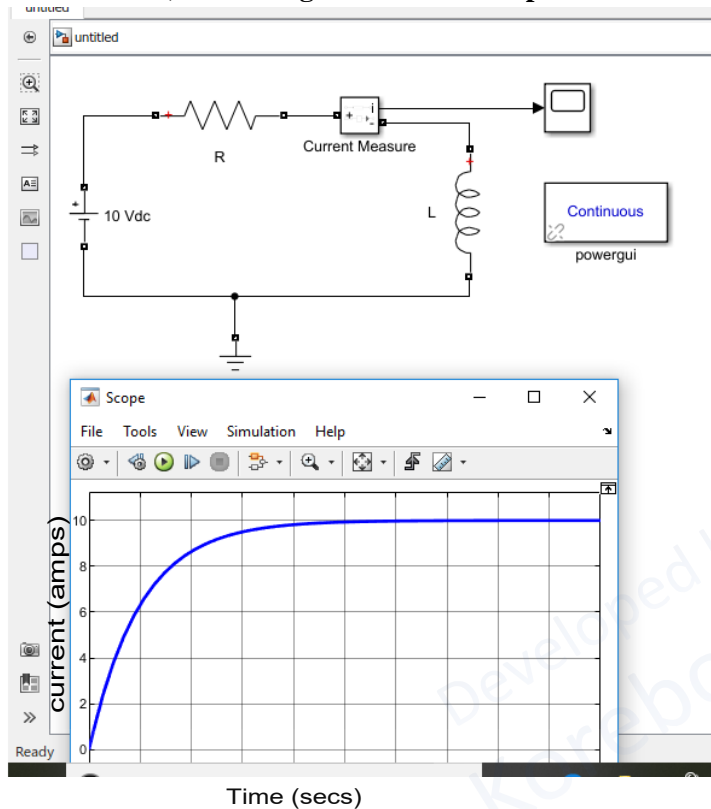 untitled
untitled
R
Current Measure
i
10 Vdc
L
Continuous
powergui
Scope
File Tools View Simulation Help
current (amps)
10
8
6
4
2
0
Ready
Time (secs)
Developed